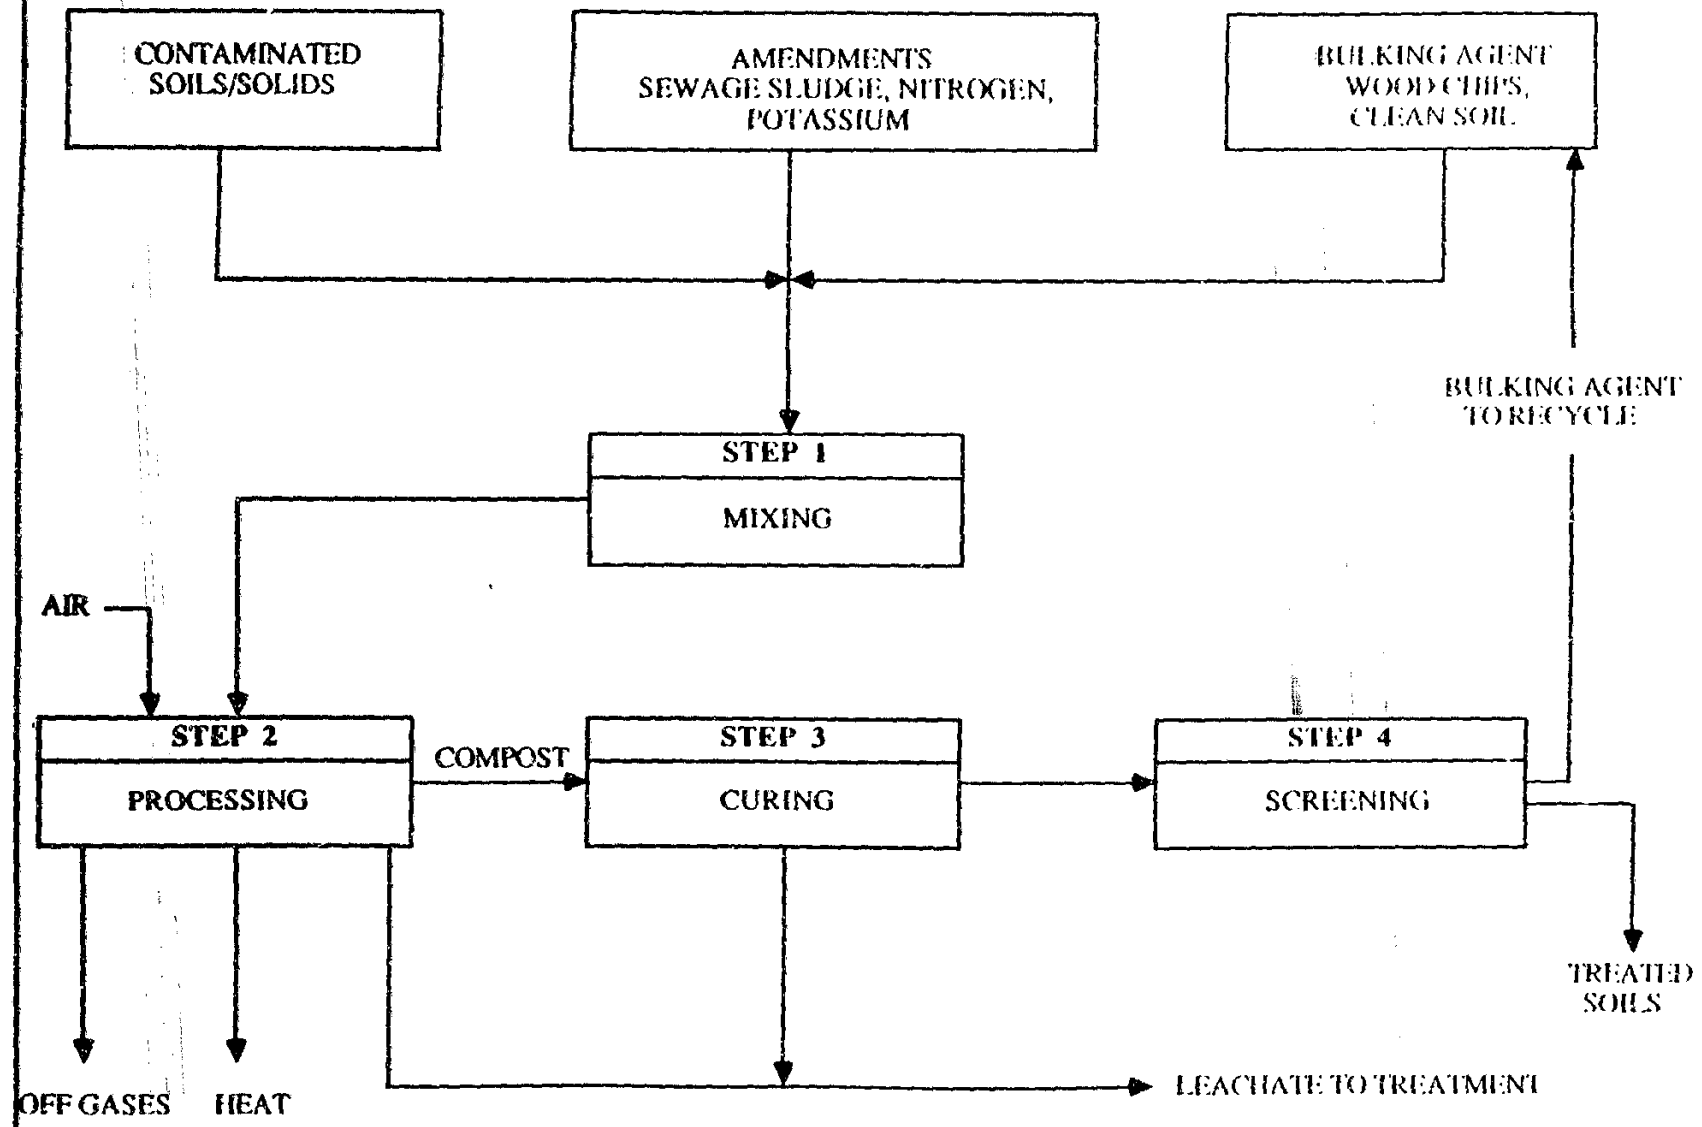 CONTAMINATED
SOILS/SOLIDS
AMENDMENTS
SEWAGE SLUDGE, NITROGEN,
POTASSIUM
BULKING AGENT
WOOD CHIPS,
CLEAN SOIL
BULKING AGENT
TO RECYCLE
STEP 1
MIXING
AIR
STEP 2
PROCESSING
COMPOST
STEP 3
CURING
STEP 4
SCREENING
TREATED
SOILS
OFF GASES
HEAT
LEACHATE TO TREATMENT